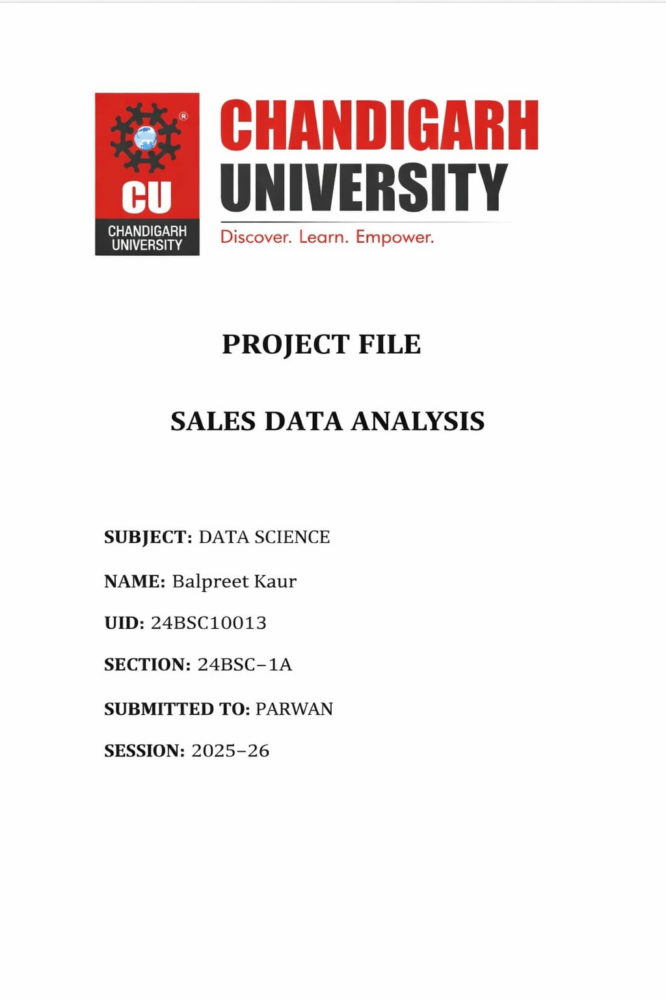 ®
CU
CHANDIGARH
UNIVERSITY
CHANDIGARH
UNIVERSITY
Discover. Learn. Empower.
PROJECT FILE
SALES DATA ANALYSIS
SUBJECT: DATA SCIENCE
NAME: Balpreet Kaur
UID: 24BSC10013
SECTION: 24BSC–1A
SUBMITTED TO: PARWAN
SESSION: 2025–26